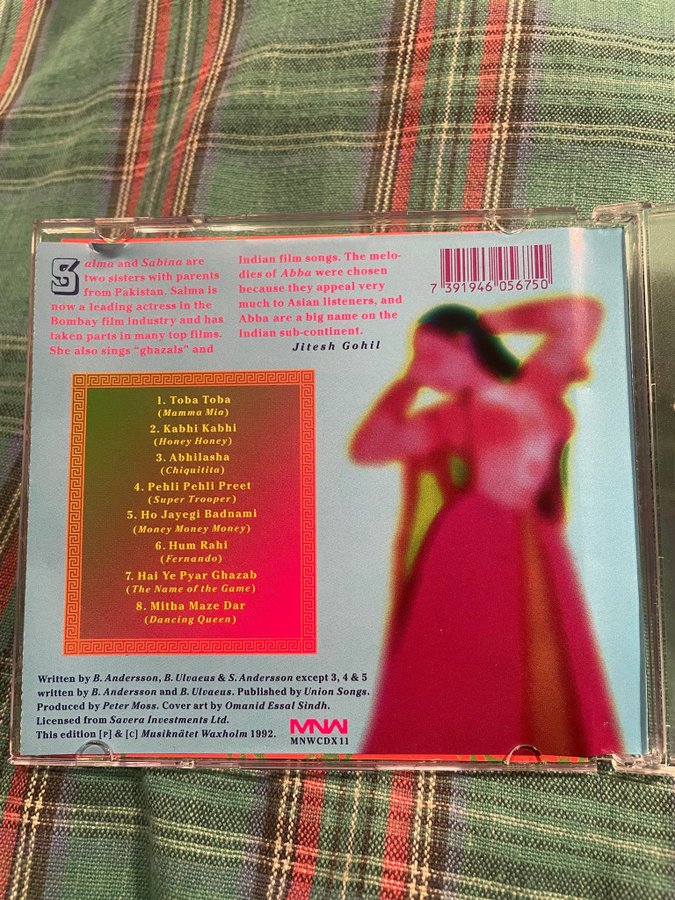 Salma and Sabina are
two sisters with parents
from Pakistan. Salma is
now a leading actress in the
Bombay film industry and has
taken parts in many top films.
She also sings "ghazals" and
Indian film songs. The melo-
dies of Abba were chosen
because they appeal very
much to Asian listeners, and
Abba are a big name on the
Indian sub-continent.
Jitesh Gohil
7 391946 056750
1. Toba Toba
(Mamma Mia)
2. Kabhi Kabhi
(Honey Honey)
3. Abhilasha
(Chiquitita)
4. Pehli Pehli Preet
(Super Trooper)
5. Ho Jayegi Badnami
(Money Money Money)
6. Hum Rahi
(Fernando)
7. Hai Ye Pyar Ghazab
(The Name of the Game)
8. Mitha Maze Dar
(Dancing Queen)
Written by B. Andersson, B. Ulvaeus & S. Andersson except 3, 4 & 5
written by B. Andersson and B. Ulvaeus. Published by Union Songs.
Produced by Peter Moss. Cover art by Omanid Essal Sindh.
Licensed from Savera Investments Ltd.
This edition [P] & [C] Musiknätet Waxholm 1992.
MNW
MNWCDX 11